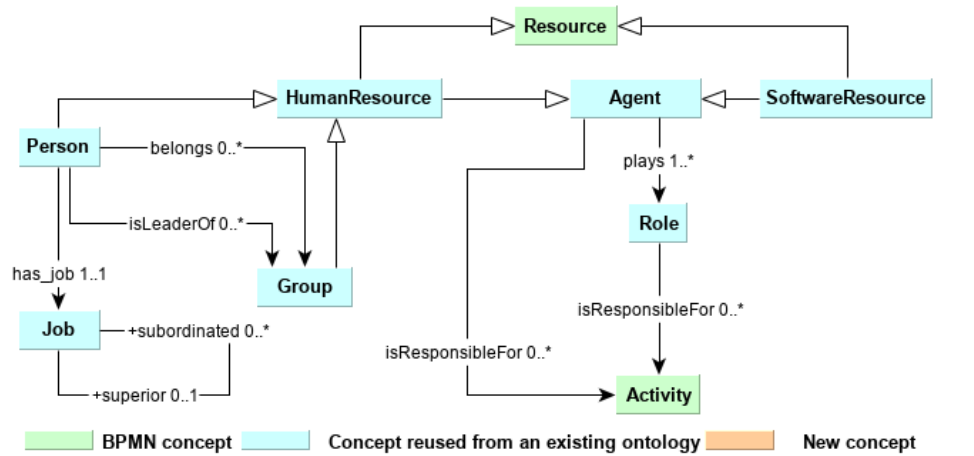 Resource
HumanResource
Agent
SoftwareResource
Person
belongs 0..*
plays 1..*
isLeaderOf 0..*
Role
has_job 1..1
Group
isResponsibleFor 0..*
Job
+subordinated 0..*
isResponsibleFor 0..*
+superior 0..1
Activity
BPMN concept
Concept reused from an existing ontology
New concept